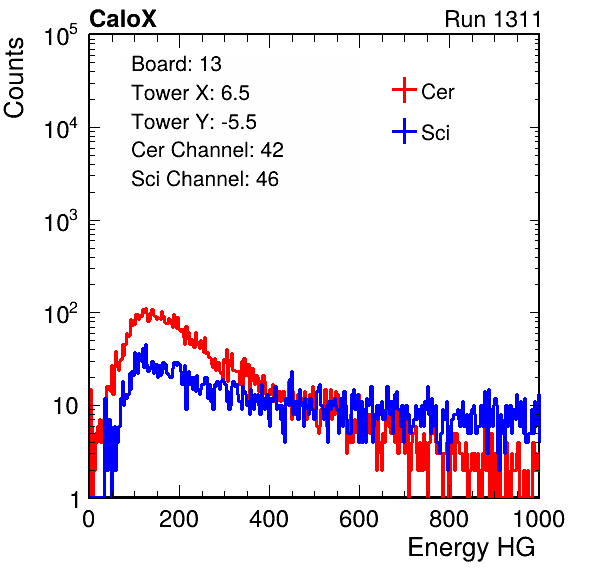 CaloX Run 1311
Counts
Board: 13
Tower X: 6.5
Tower Y: -5.5
Cer Channel: 42
Sci Channel: 46
Cer
Sci
10^5
10^4
10^3
10^2
10
1
0 200 400 600 800 1000
Energy HG